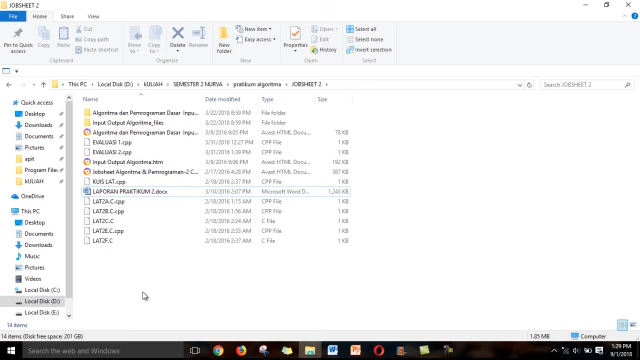 JOBSHEET 2
File Home Share View
Pin to Quick Access Copy Paste Cut Copy path Paste shortcut Move To Copy To Delete Rename New folder New item Easy access Properties Open Edit History Select all Select none Invert selection
Clipboard Organize New Open Select
This PC Local Disk (D:) kULIAH SEMESTER 2 NURVA pratikum algoritma JOBSHEET 2 Search JOBSHEET 2
Name Date modified Type Size
Quick access
Desktop
Downloads
Documents
Pictures
aprt
Program Files
kULIAH
OneDrive
This PC
Desktop
Documents
Downloads
Music
Pictures
Videos
Local Disk (C:)
Local Disk (D:)
Local Disk (E:)
Algoritma dan Pemrograman Dasar Inpu... 3/22/2018 8:59 PM File folder
Input Output Algoritma_files 3/22/2018 8:59 PM File folder
Algoritma dan Pemrograman Dasar Inpu... 3/8/2016 9:05 PM Avast HTML Docu... 78 KB
EVALUASI 1.cpp 3/31/2016 12:27 PM CPP File 1 KB
EVALUASI 2.cpp 3/31/2016 1:39 PM CPP File 1 KB
Input Output Algoritma.htm 3/8/2016 9:06 PM Avast HTML Docu... 192 KB
Jobsheet Algoritma & Pemrograman-2 C... 2/17/2016 4:28 PM Avast HTML Docu... 387 KB
KUIS LAT.cpp 2/18/2016 2:37 PM CPP File 1 KB
LAPORAN PRAKTIKUM 2.docx 3/10/2016 2:07 PM Microsoft Word D... 1,243 KB
LAT2A.C.cpp 2/18/2016 1:15 AM CPP File 1 KB
LAT2B.C.cpp 2/18/2016 1:56 AM CPP File 1 KB
LAT2C.C 2/18/2016 2:24 AM C File 1 KB
LAT2E.C.cpp 2/18/2016 2:33 AM CPP File 1 KB
LAT2F.C 2/18/2016 2:37 AM C File 1 KB
14 items
14 items (Disk free space: 201 GB) 1.85 MB Computer
Search the web and Windows
1:29 PM
9/1/2018